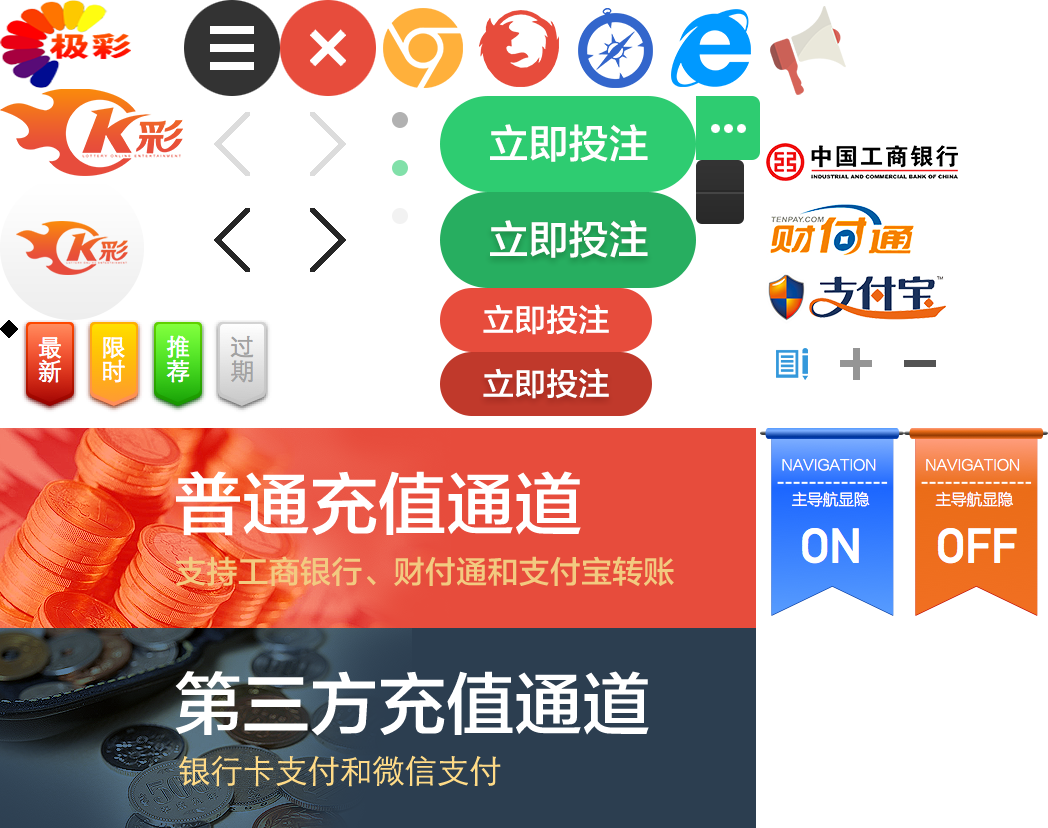 极彩
K彩
LOTTERY ONLINE ENTERTAINMENT
立即投注
中国工商银行
INDUSTRIAL AND COMMERCIAL BANK OF CHINA
K彩
立即投注
TENPAY.COM
财付通
支付宝
TM
最新
限时
推荐
过期
立即投注
立即投注
普通充值通道
支持工商银行、财付通和支付宝转账
NAVIGATION
主导航显隐
ON
NAVIGATION
主导航显隐
OFF
第三方充值通道
银行卡支付和微信支付